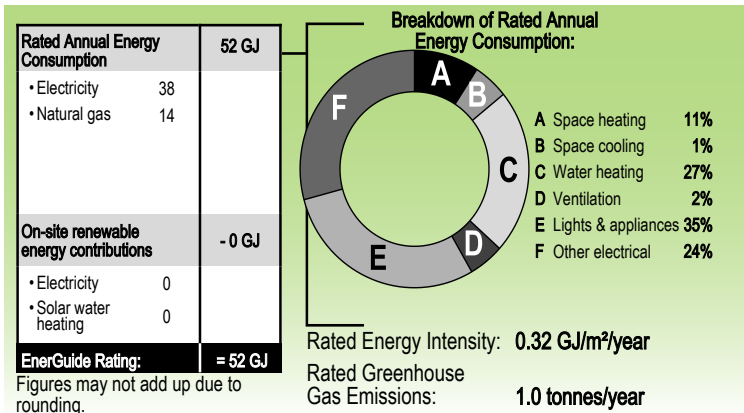 Rated Annual Energy
Consumption
52 GJ
• Electricity 38
• Natural gas 14
On-site renewable
energy contributions
- 0 GJ
• Electricity 0
• Solar water
heating
0
EnerGuide Rating: = 52 GJ
Figures may not add up due to
rounding.
Breakdown of Rated Annual
Energy Consumption:
A
B
C
D
E
F
A Space heating 11%
B Space cooling 1%
C Water heating 27%
D Ventilation 2%
E Lights & appliances 35%
F Other electrical 24%
Rated Energy Intensity: 0.32 GJ/m²/year
Rated Greenhouse
Gas Emissions: 1.0 tonnes/year